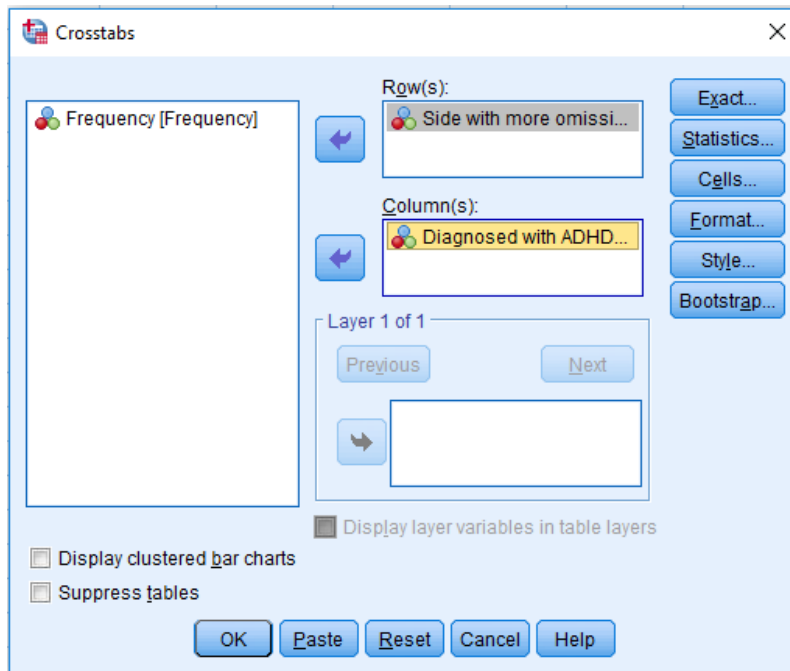 Crosstabs
Frequency [Frequency]
Row(s):
Side with more omissi...
Column(s):
Diagnosed with ADHD...
Exact...
Statistics...
Cells...
Format...
Style...
Bootstrap...
Layer 1 of 1
Previous
Next
Display layer variables in table layers
Display clustered bar charts
Suppress tables
OK Paste Reset Cancel Help